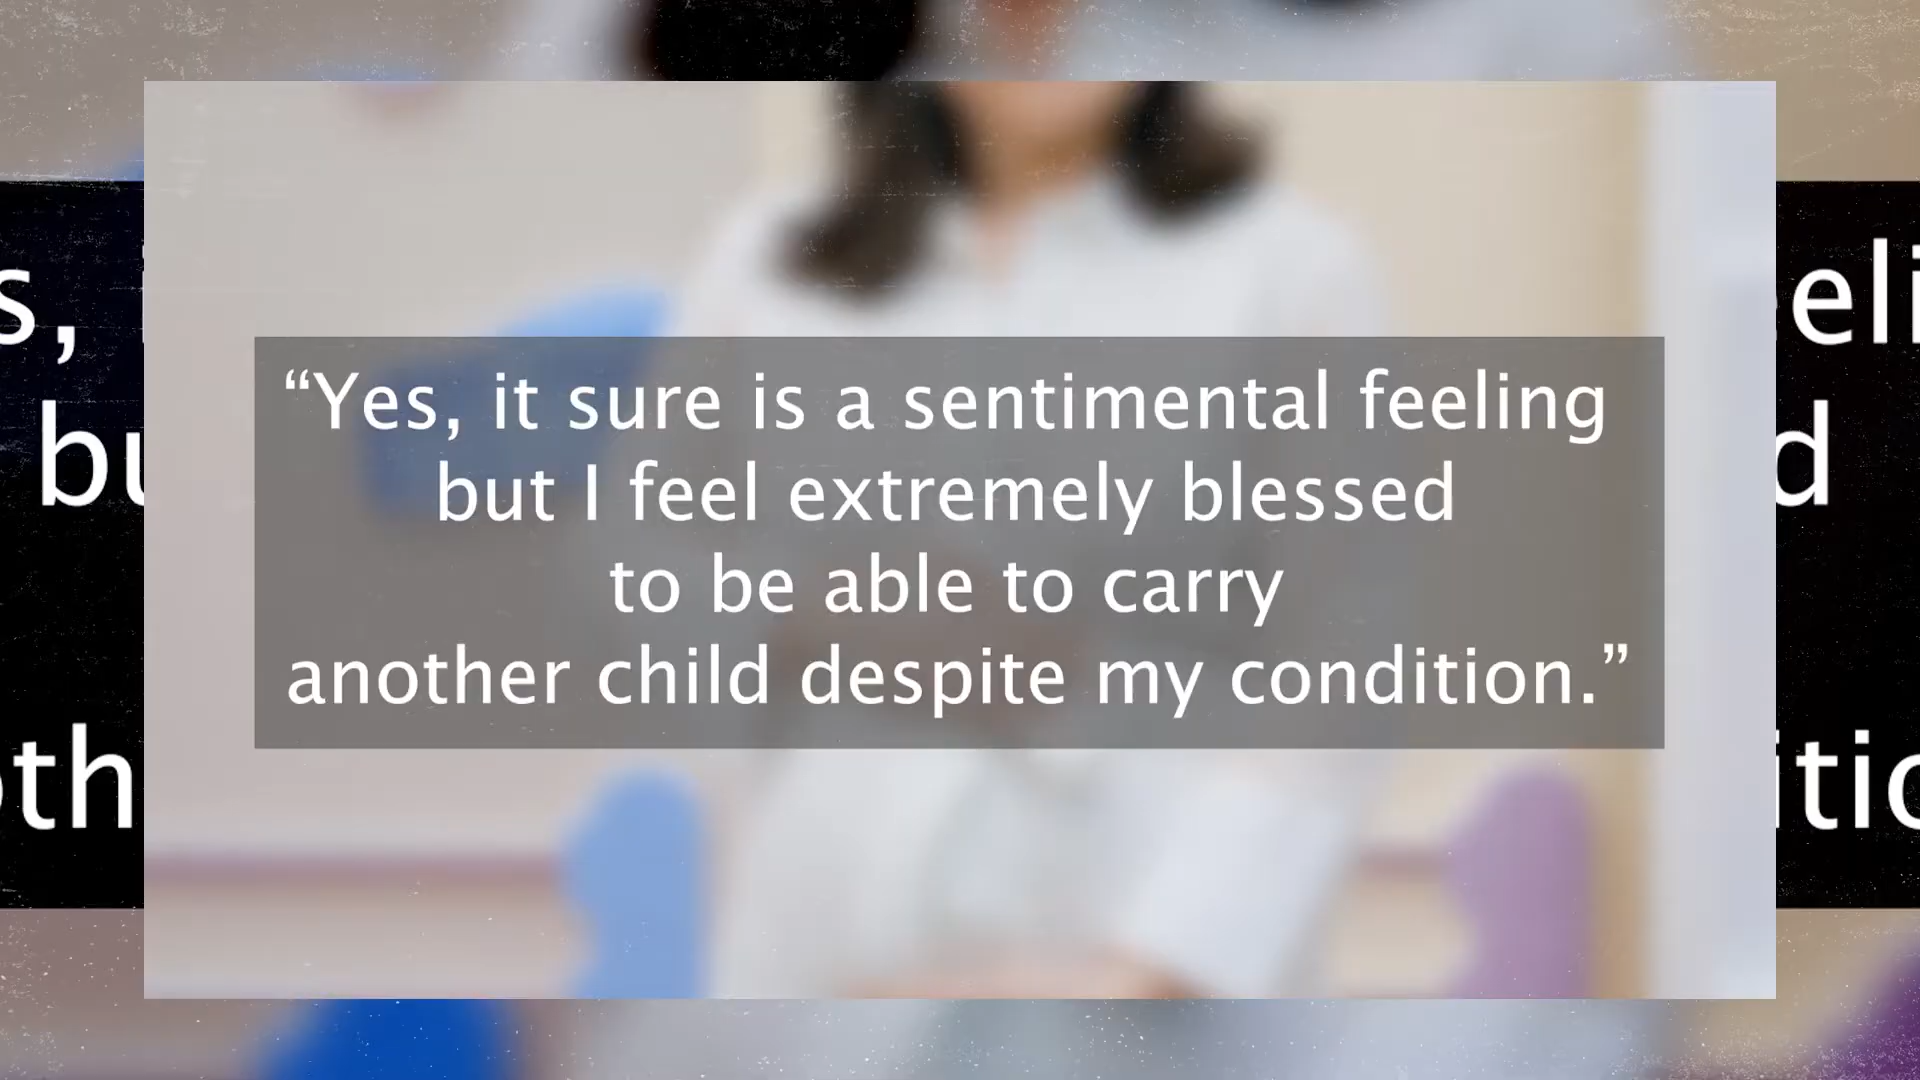 “Yes, it sure is a sentimental feeling
but I feel extremely blessed
to be able to carry
another child despite my condition.”